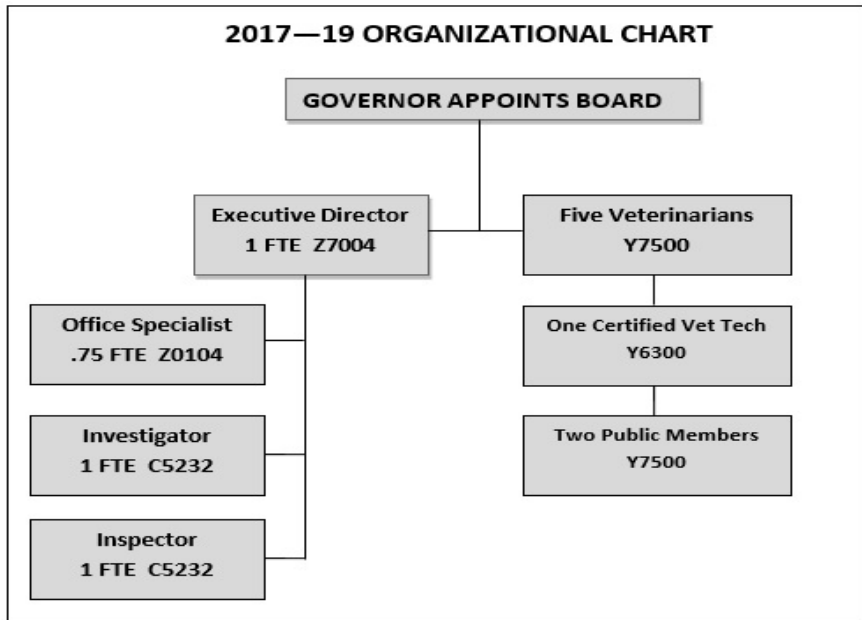 2017—19 ORGANIZATIONAL CHART
GOVERNOR APPOINTS BOARD
Executive Director
1 FTE Z7004
Five Veterinarians
Y7500
Office Specialist
.75 FTE Z0104
One Certified Vet Tech
Y6300
Investigator
1 FTE C5232
Two Public Members
Y7500
Inspector
1 FTE C5232